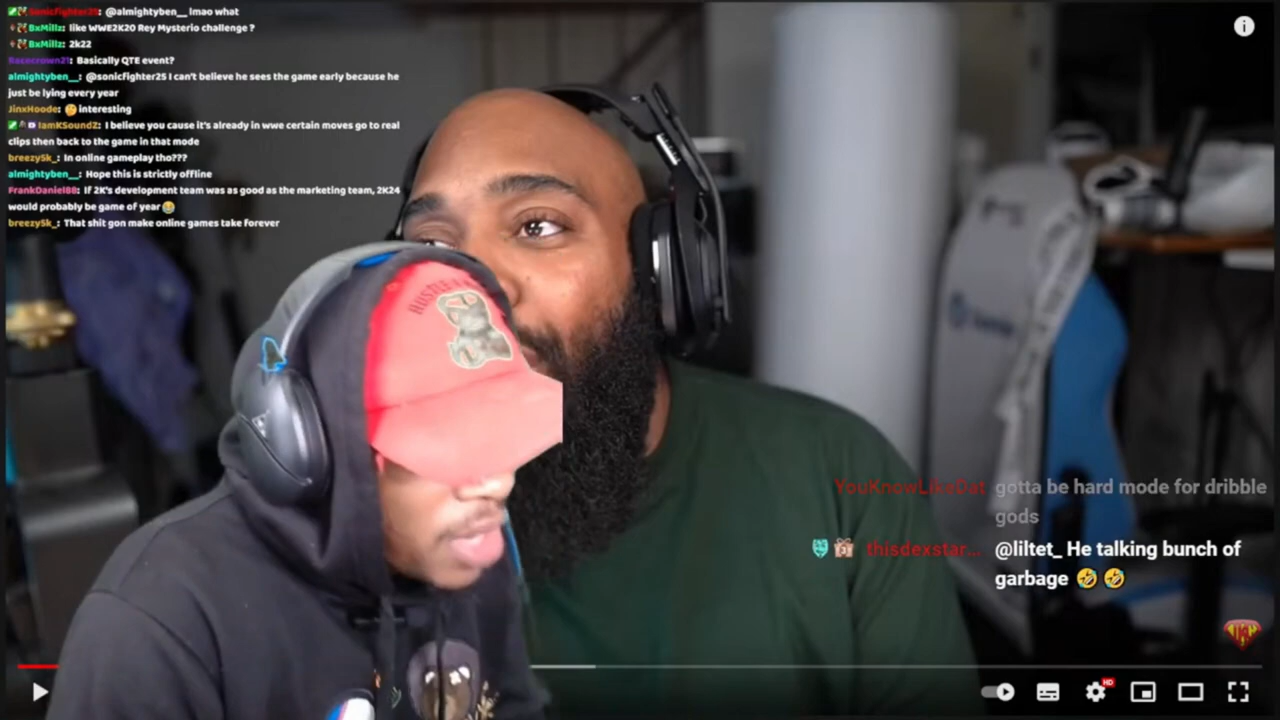 sonicfighter25: @almightyben__ lmao what
BxMillz: like WWE2K20 Rey Mysterio challenge ?
BxMillz: 2k22
Racecrown21: Basically QTE event?
almightyben__: @sonicfighter25 I can't believe he sees the game early because he
just be lying every year
JinxHoode: 🤔 interesting
IamKSoundZ: I believe you cause it's already in wwe certain moves go to real
clips then back to the game in that mode
breezy5k_: In online gameplay tho???
almightyben__: Hope this is strictly offline
FrankDaniel88: If 2K's development team was as good as the marketing team, 2K24
would probably be game of year 😂
breezy5k_: That shit gon make online games take forever
YouKnowLikeDat gotta be hard mode for dribble
gods
thisdexstar... @liltet_ He talking bunch of
garbage 🤣 🤣
HD